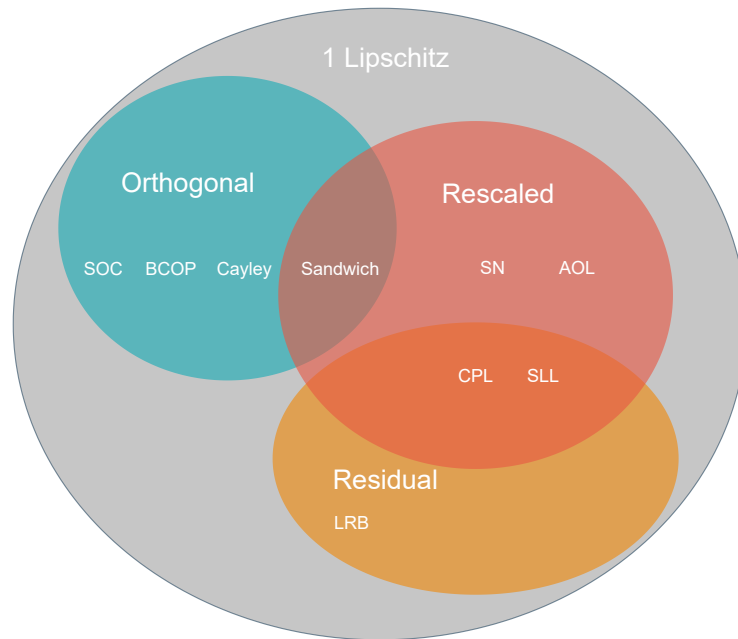 1 Lipschitz
Orthogonal
Rescaled
SOC BCOP Cayley Sandwich SN AOL
CPL SLL
Residual
LRB